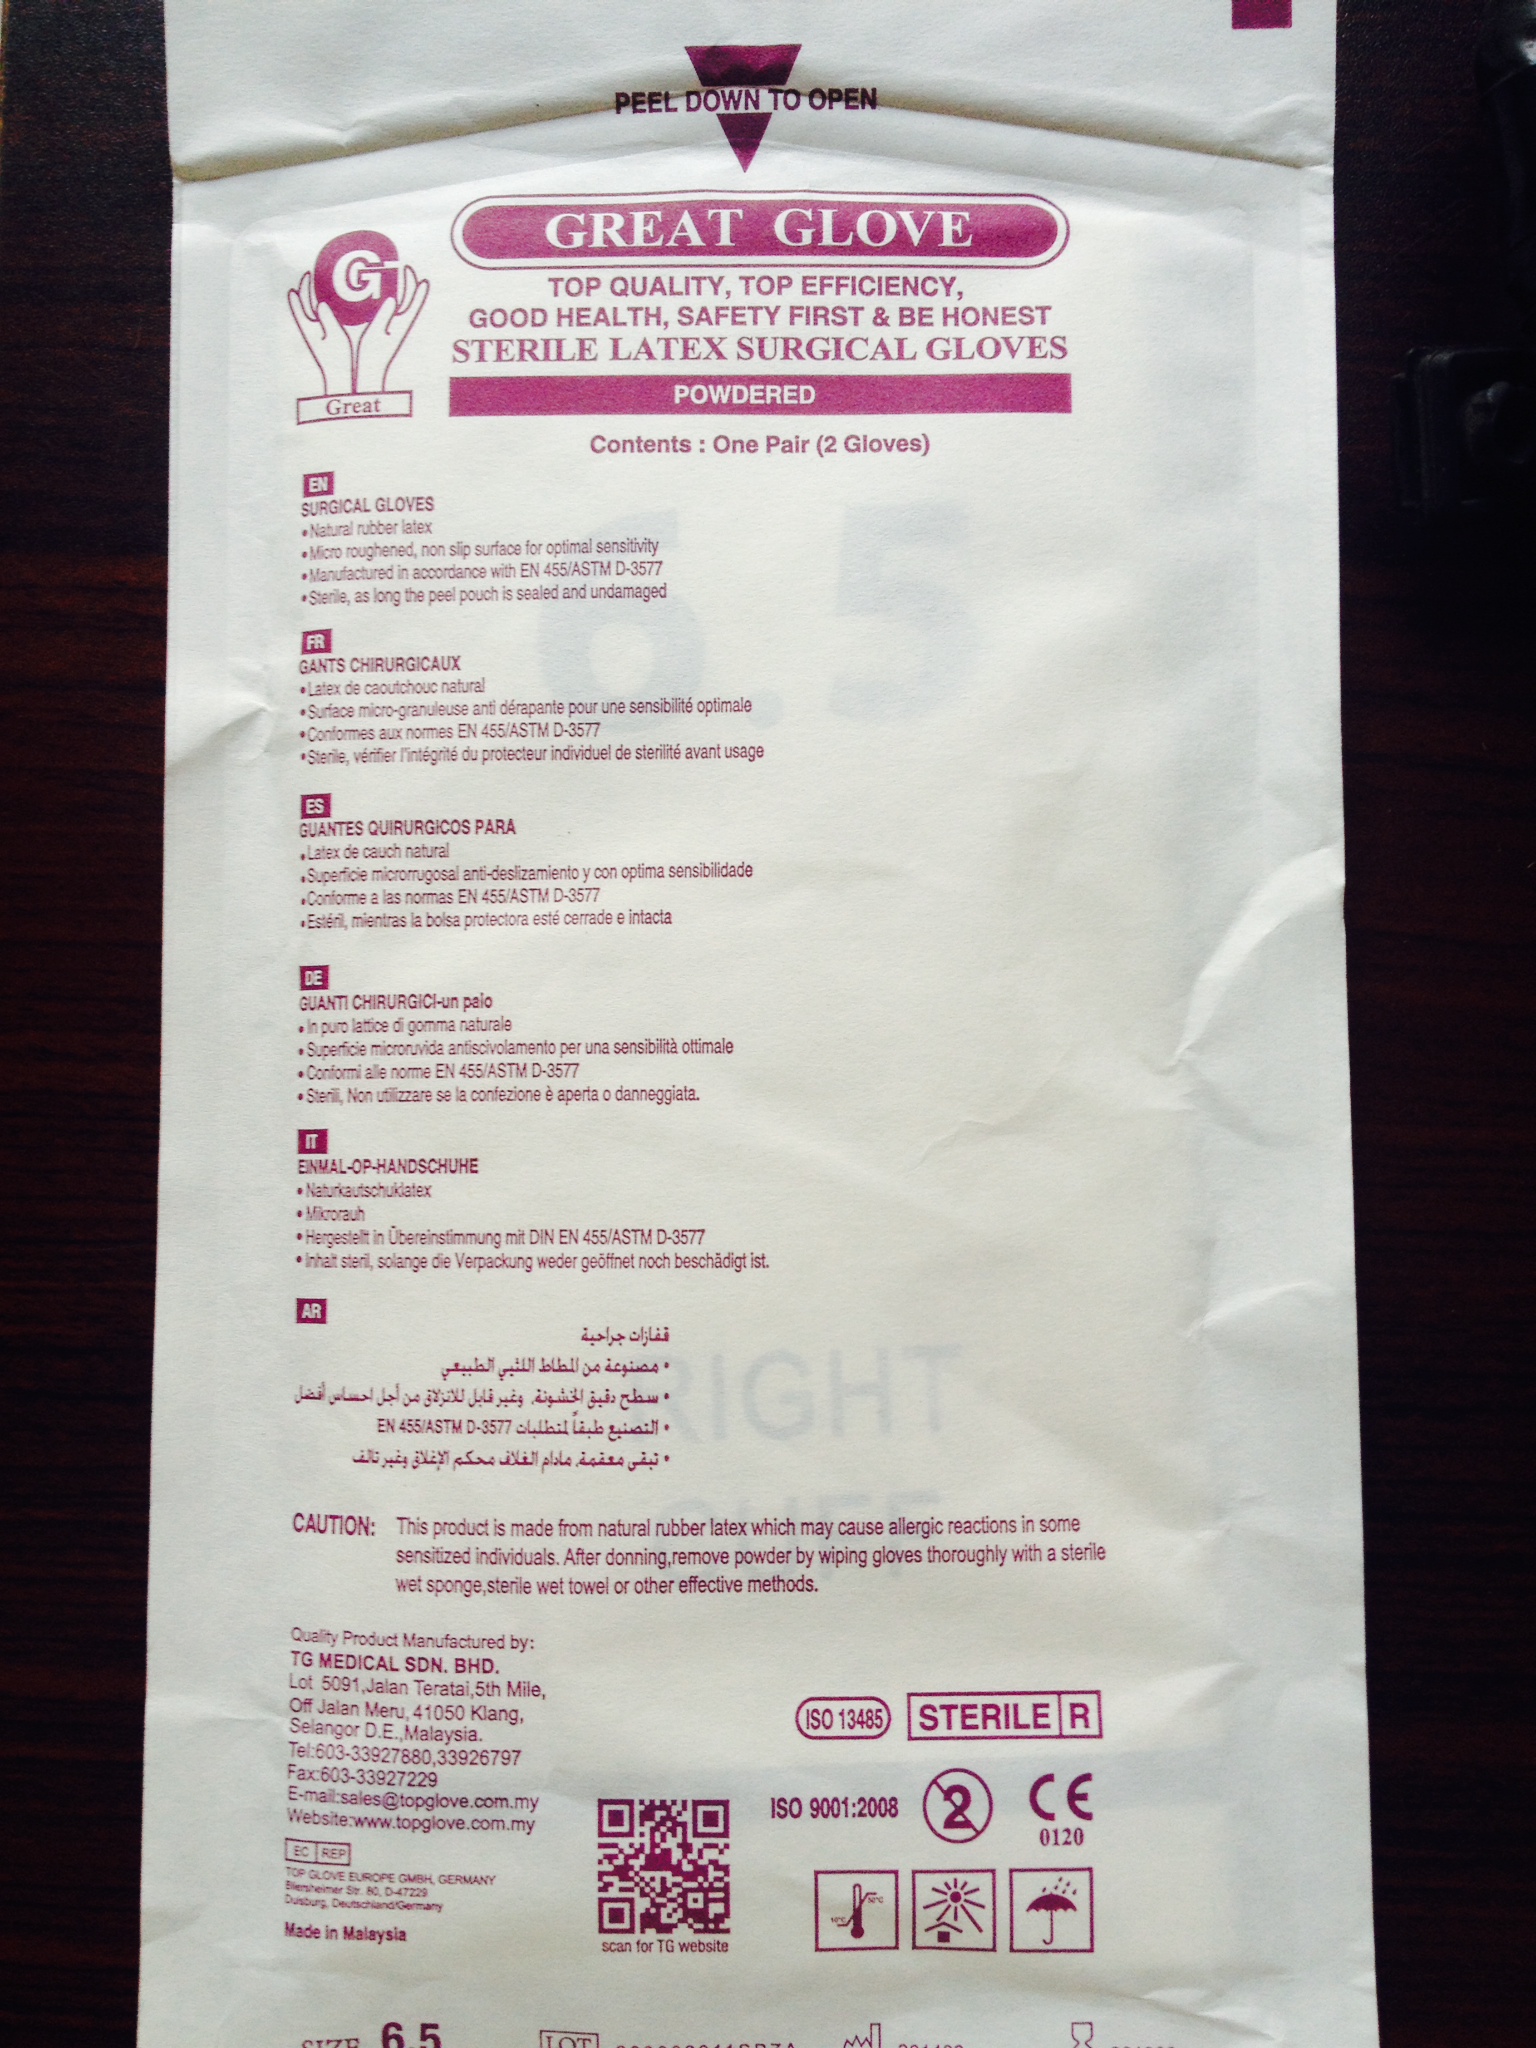 PEEL DOWN TO OPEN
GREAT GLOVE
G
Great
TOP QUALITY, TOP EFFICIENCY,
GOOD HEALTH, SAFETY FIRST & BE HONEST
STERILE LATEX SURGICAL GLOVES
POWDERED
Contents : One Pair (2 Gloves)
EN
SURGICAL GLOVES
• Natural rubber latex
• Micro roughened, non slip surface for optimal sensitivity
• Manufactured in accordance with EN 455/ASTM D-3577
• Sterile, as long the peel pouch is sealed and undamaged
6.5
FR
GANTS CHIRURGICAUX
• Latex de caoutchouc natural
• Surface micro-granuleuse anti dérapante pour une sensibilité optimale
• Conformes aux normes EN 455/ASTM D-3577
• Sterile, vérifier l'intégrité du protecteur individuel de sterilité avant usage
ES
GUANTES QUIRURGICOS PARA
• Latex de cauch natural
• Superficie microrrugosal anti-deslizamiento y con optima sensibilidade
• Conforme a las normas EN 455/ASTM D-3577
• Estéril, mientras la bolsa protectora esté cerrade e intacta
DE
GUANTI CHIRURGICI-un paio
• In puro lattice di gomma naturale
• Superficie microruvida antiscivolamento per una sensibilità ottimale
• Conformi alle norme EN 455/ASTM D-3577
• Sterili, Non utilizzare se la confezione è aperta o danneggiata.
IT
EINMAL-OP-HANDSCHUHE
• Naturkautschuklatex
• Mikrorauh
• Hergestellt in Übereinstimmung mit DIN EN 455/ASTM D-3577
• Inhalt steril, solange die Verpackung weder geöffnet noch beschädigt ist.
AR
قفازات جراحية
• مصنوعة من المطاط اللثيي الطبيعي
• سطح دقيق الخشونة، وغير قابل للانزلاق من أجل احساس أفضل
• التصنيع طبقاً لمتطلبات EN 455/ASTM D-3577
• تبقى معقمة، مادام الغلاف محكم الإغلاق وغير تالف
RIGHT
CUFF
CAUTION: This product is made from natural rubber latex which may cause allergic reactions in some
sensitized individuals. After donning,remove powder by wiping gloves thoroughly with a sterile
wet sponge,sterile wet towel or other effective methods.
Quality Product Manufactured by:
TG MEDICAL SDN. BHD.
Lot 5091,Jalan Teratai,5th Mile,
Off Jalan Meru, 41050 Klang,
Selangor D.E.,Malaysia.
Tel:603-33927880,33926797
Fax:603-33927229
E-mail:sales@topglove.com.my
Website:www.topglove.com.my
EC REP
TOP GLOVE EUROPE GMBH, GERMANY
Bliersheimer Str. 80, D-47229
Duisburg, Deutschland/Germany
Made in Malaysia
scan for TG website
ISO 13485
STERILE R
ISO 9001:2008
2
CE
0120
10°C
30°C
SIZE 6.5
LOT